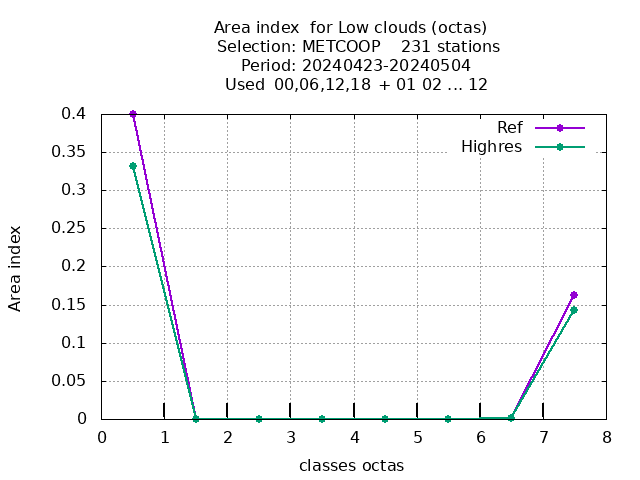 Area index  for Low clouds (octas)
Selection: METCOOP    231 stations
Period: 20240423-20240504
Used  00,06,12,18 + 01 02 ... 12
Ref
Highres
0.4
0.35
0.3
0.25
0.2
0.15
0.1
0.05
0
Area index
0 1 2 3 4 5 6 7 8
classes octas